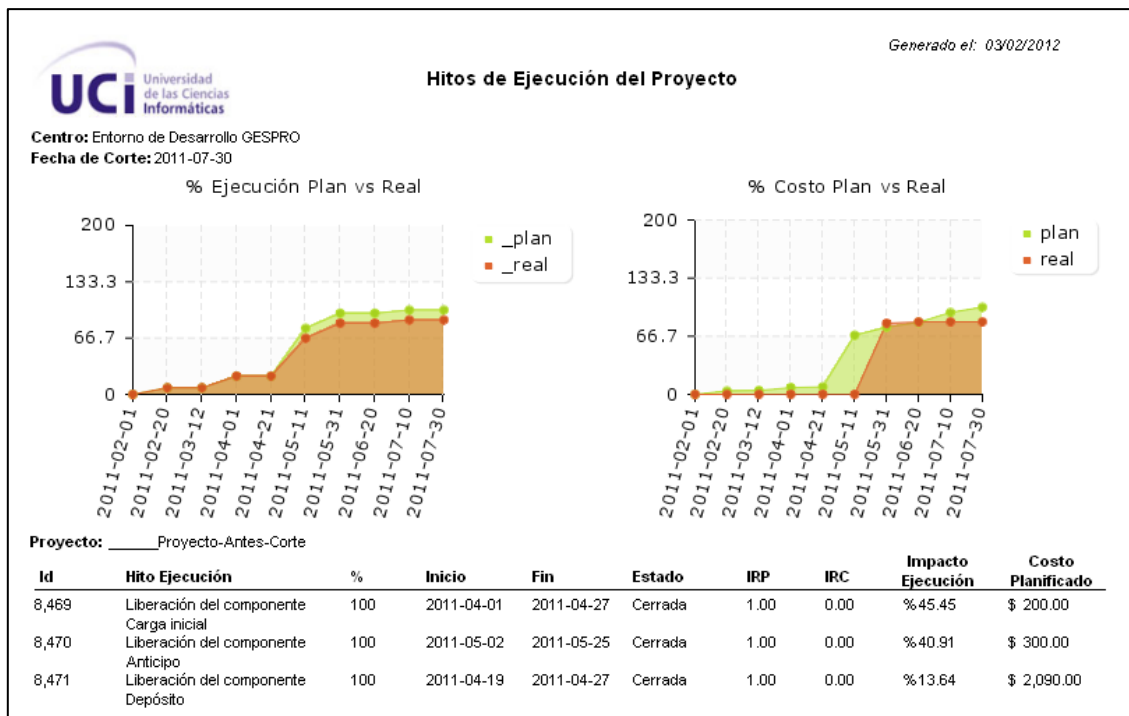 Generado el: 03/02/2012
UCi Universidad
de las Ciencias
Informáticas
Hitos de Ejecución del Proyecto
Centro: Entorno de Desarrollo GESPRO
Fecha de Corte: 2011-07-30
% Ejecución Plan vs Real
200
133.3
66.7
0
2011-02-01
2011-02-20
2011-03-12
2011-04-01
2011-04-21
2011-05-11
2011-05-31
2011-06-20
2011-07-10
2011-07-30
_plan
_real
% Costo Plan vs Real
200
133.3
66.7
0
2011-02-01
2011-02-20
2011-03-12
2011-04-01
2011-04-21
2011-05-11
2011-05-31
2011-06-20
2011-07-10
2011-07-30
plan
real
Proyecto: ______Proyecto-Antes-Corte
Id Hito Ejecución % Inicio Fin Estado IRP IRC Impacto Ejecución Costo Planificado
8,469 Liberación del componente 100 2011-04-01 2011-04-27 Cerrada 1.00 0.00 %45.45 $ 200.00
Carga inicial
8,470 Liberación del componente 100 2011-05-02 2011-05-25 Cerrada 1.00 0.00 %40.91 $ 300.00
Anticipo
8,471 Liberación del componente 100 2011-04-19 2011-04-27 Cerrada 1.00 0.00 %13.64 $ 2,090.00
Depósito